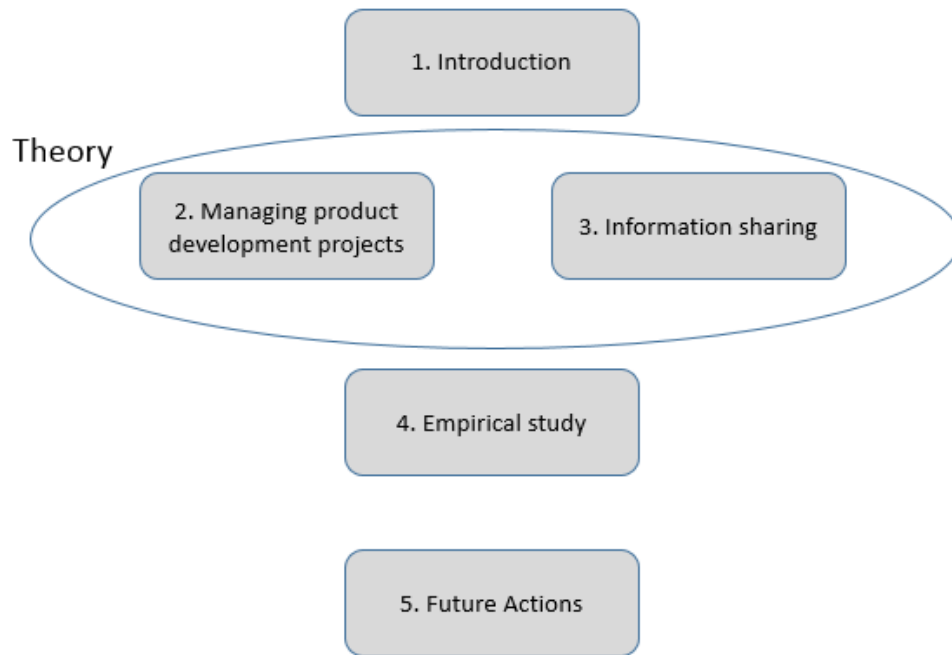 1. Introduction
Theory
2. Managing product
development projects
3. Information sharing
4. Empirical study
5. Future Actions